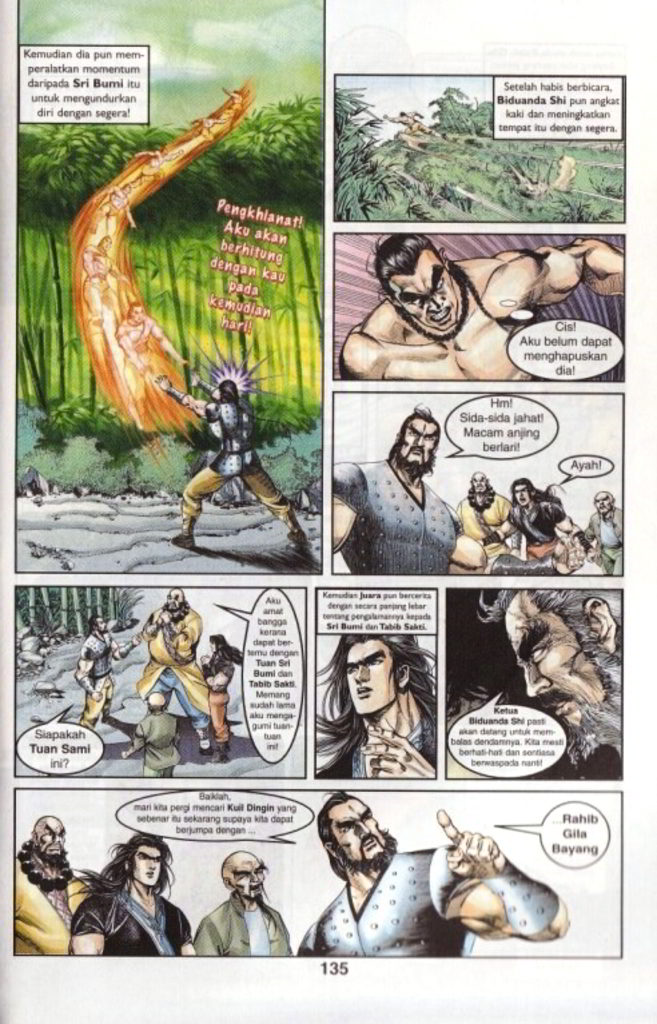 Kemudian dia pun mem-
peralatkan momentum
daripada Sri Bumi itu
untuk mengundurkan
diri dengan segera!
Pengkhianat!
Aku akan
berhitung
dengan kau
pada
kemudian
hari!
Setelah habis berbicara,
Biduanda Shi pun angkat
kaki dan meningkatkan
tempat itu dengan segera.
Cis!
Aku belum dapat
menghapuskan
dia!
Hm!
Sida-sida jahat!
Macam anjing
berlari!
Ayah!
Siapakah
Tuan Sami
ini?
Aku
amat
bangga
kerana
dapat ber-
temu dengan
Tuan Sri
Bumi dan
Tabib Sakti.
Memang
sudah lama
aku menga-
gumi tuan-
tuan
ini!
Kemudian Juara pun bercerita
dengan secara panjang lebar
tentang pengalamannya kepada
Sri Bumi dan Tabib Sakti.
Ketua
Biduanda Shi pasti
akan datang untuk mem-
balas dendamnya. Kita mesti
berhati-hati dan sentiasa
berwaspada nanti!
Baiklah,
mari kita pergi mencari Kuil Dingin yang
sebenar itu sekarang supaya kita dapat
berjumpa dengan ...
...Rahib
Gila
Bayang
135